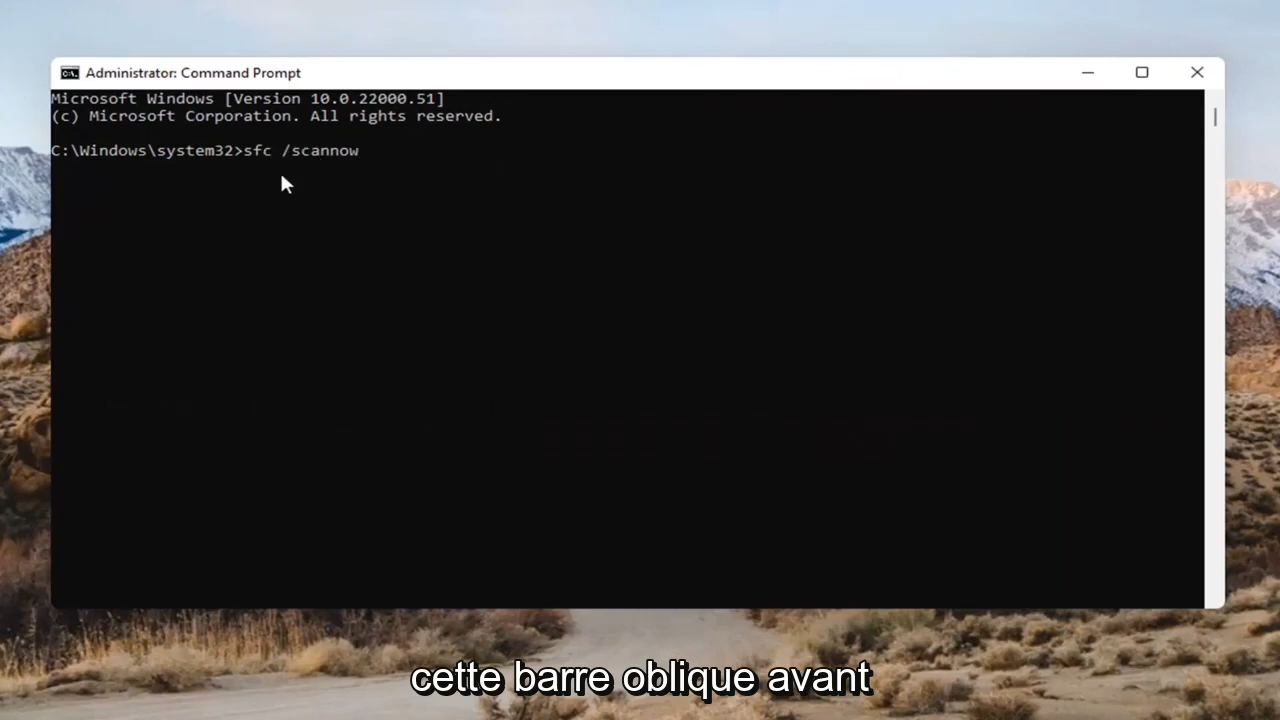 Administrator: Command Prompt
Microsoft Windows [Version 10.0.22000.51]
(c) Microsoft Corporation. All rights reserved.
C:\Windows\system32>sfc /scannow
cette barre oblique avant